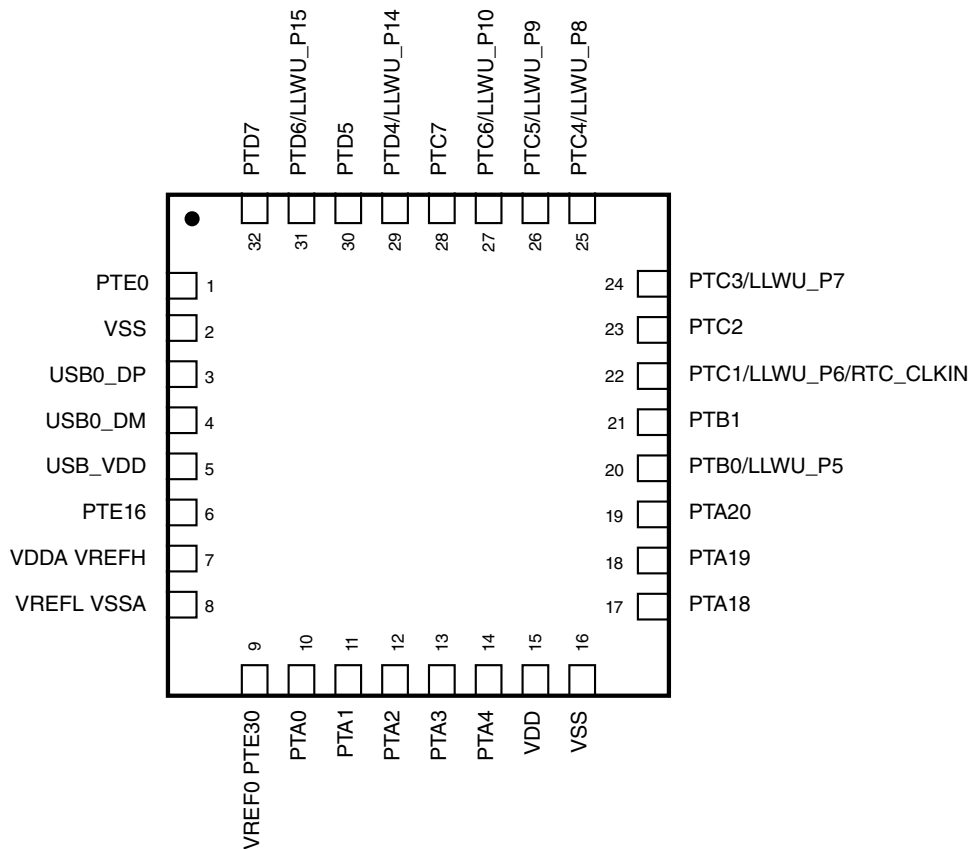 PTD7
PTD6/LLWU_P15
PTD5
PTD4/LLWU_P14
PTC7
PTC6/LLWU_P10
PTC5/LLWU_P9
PTC4/LLWU_P8
32
31
30
29
28
27
26
25
PTE0
1
VSS
2
USB0_DP
3
USB0_DM
4
USB_VDD
5
PTE16
6
VDDA VREFH
7
VREFL VSSA
8
24
PTC3/LLWU_P7
23
PTC2
22
PTC1/LLWU_P6/RTC_CLKIN
21
PTB1
20
PTB0/LLWU_P5
19
PTA20
18
PTA19
17
PTA18
9
10
11
12
13
14
15
16
VREF0 PTE30
PTA0
PTA1
PTA2
PTA3
PTA4
VDD
VSS